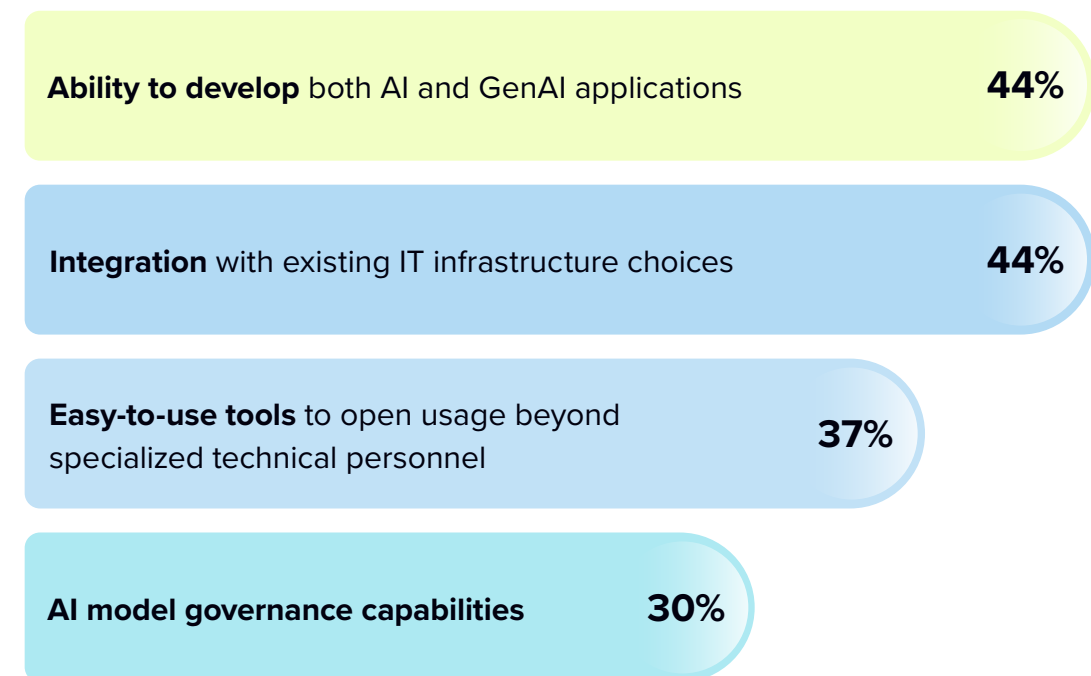 Ability to develop both AI and GenAI applications 44%
Integration with existing IT infrastructure choices 44%
Easy-to-use tools to open usage beyond
specialized technical personnel 37%
AI model governance capabilities 30%